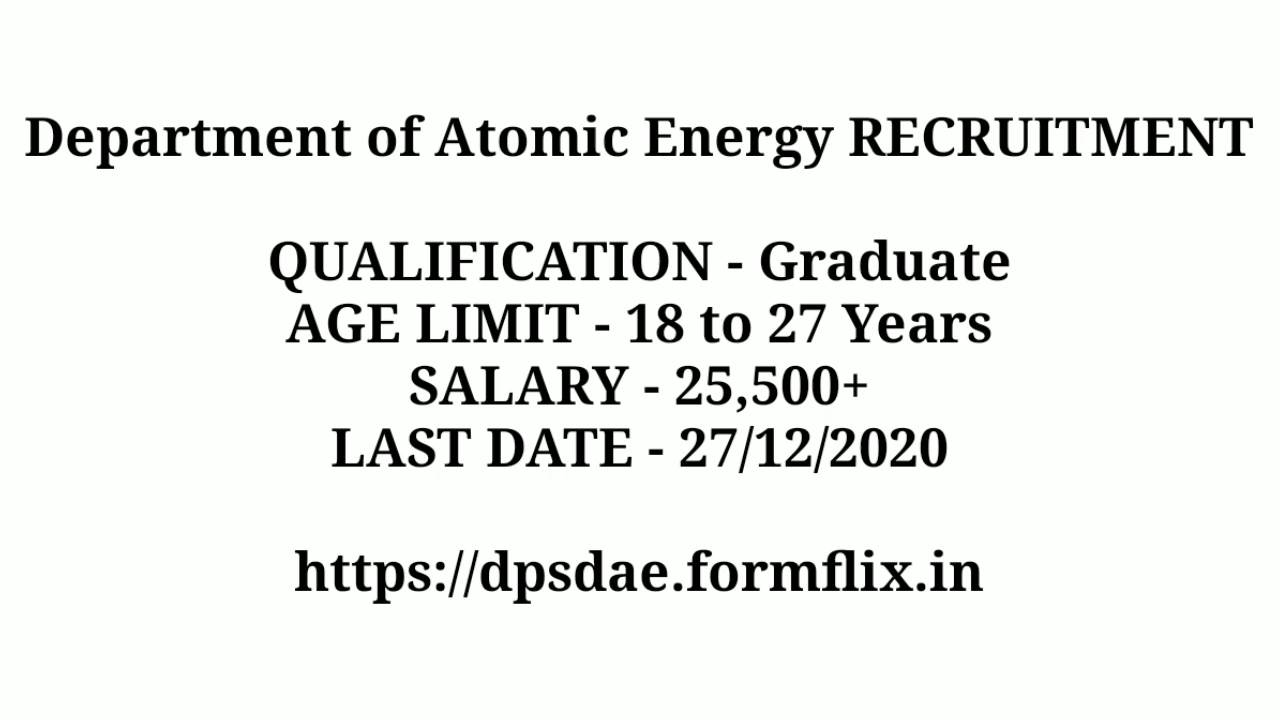 Department of Atomic Energy RECRUITMENT
QUALIFICATION - Graduate
AGE LIMIT - 18 to 27 Years
SALARY - 25,500+
LAST DATE - 27/12/2020
https://dpsdae.formflix.in